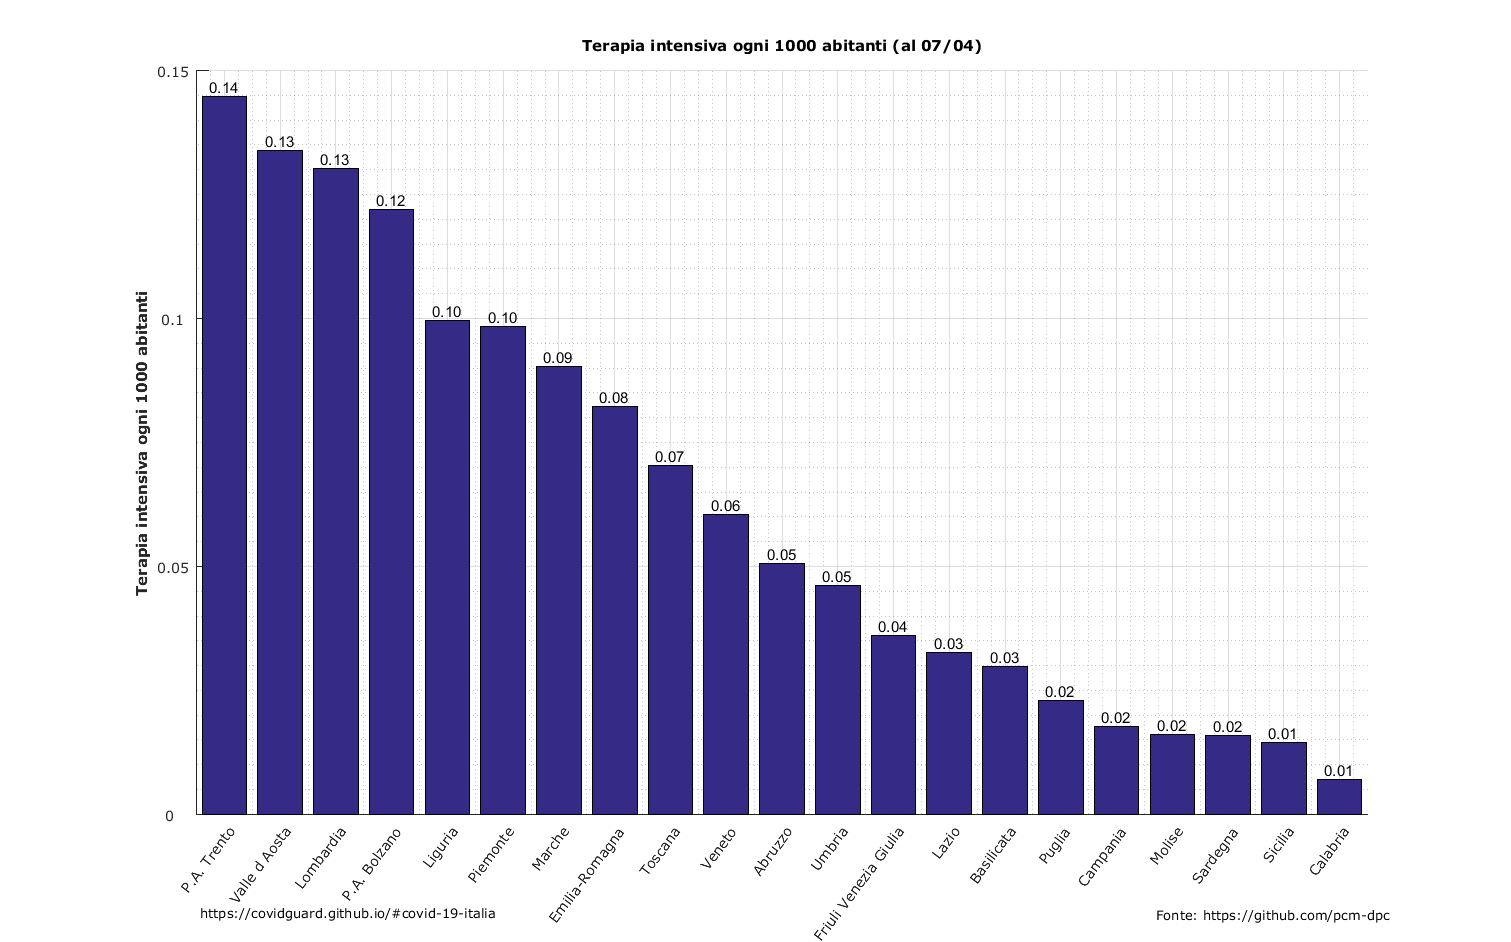 Terapia intensiva ogni 1000 abitanti (al 07/04)
Terapia intensiva ogni 1000 abitanti
0.15
0.1
0.05
0
0.14
0.13
0.13
0.12
0.10
0.10
0.09
0.08
0.07
0.06
0.05
0.05
0.04
0.03
0.03
0.02
0.02
0.02
0.02
0.01
0.01
P.A. Trento
Valle d Aosta
Lombardia
P.A. Bolzano
Liguria
Piemonte
Marche
Emilia-Romagna
Toscana
Veneto
Abruzzo
Umbria
Friuli Venezia Giulia
Lazio
Basilicata
Puglia
Campania
Molise
Sardegna
Sicilia
Calabria
https://covidguard.github.io/#covid-19-italia
Fonte: https://github.com/pcm-dpc